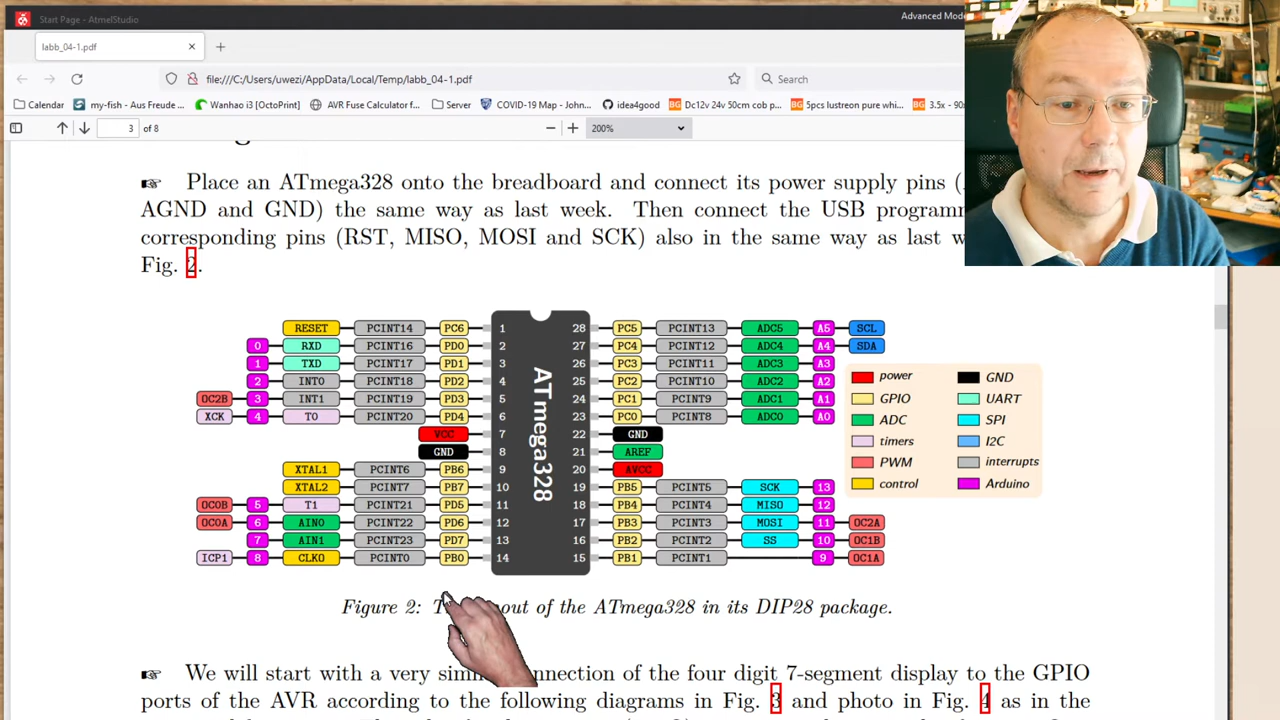 Start Page - AtmelStudio
Advanced Mod
labb_04-1.pdf
file:///C:/Users/uwezi/AppData/Local/Temp/labb_04-1.pdf
Search
Calendar my-fish - Aus Freude ... Wanhao i3 [OctoPrint] AVR Fuse Calculator f... Server COVID-19 Map - John... idea4good Dc12v 24v 50cm cob p... 5pcs lustreon pure whi... 3.5x - 90
3 of 8
200%
Place an ATmega328 onto the breadboard and connect its power supply pins (
AGND and GND) the same way as last week. Then connect the USB programm
corresponding pins (RST, MISO, MOSI and SCK) also in the same way as last w
Fig. 2.
RESET PCINT14 PC6 1 28 PC5 PCINT13 ADC5 A5 SCL
0 RXD PCINT16 PD0 2 27 PC4 PCINT12 ADC4 A4 SDA
1 TXD PCINT17 PD1 3 26 PC3 PCINT11 ADC3 A3
2 INT0 PCINT18 PD2 4 25 PC2 PCINT10 ADC2 A2
OC2B 3 INT1 PCINT19 PD3 5 24 PC1 PCINT9 ADC1 A1
XCK 4 T0 PCINT20 PD4 6 23 PC0 PCINT8 ADC0 A0
VCC 7 22 GND
GND 8 21 AREF
XTAL1 PCINT6 PB6 9 20 AVCC
XTAL2 PCINT7 PB7 10 19 PB5 PCINT5 SCK 13
OC0B 5 T1 PCINT21 PD5 11 18 PB4 PCINT4 MISO 12
OC0A 6 AIN0 PCINT22 PD6 12 17 PB3 PCINT3 MOSI 11 OC2A
7 AIN1 PCINT23 PD7 13 16 PB2 PCINT2 SS 10 OC1B
ICP1 8 CLK0 PCINT0 PB0 14 15 PB1 PCINT1 9 OC1A
ATmega328
power GND
GPIO UART
ADC SPI
timers I2C
PWM interrupts
control Arduino
Figure 2: out of the ATmega328 in its DIP28 package.
We will start with a very sim connection of the four digit 7-segment display to the GPIO
ports of the AVR according to the following diagrams in Fig. 3 and photo in Fig. 4 as in the